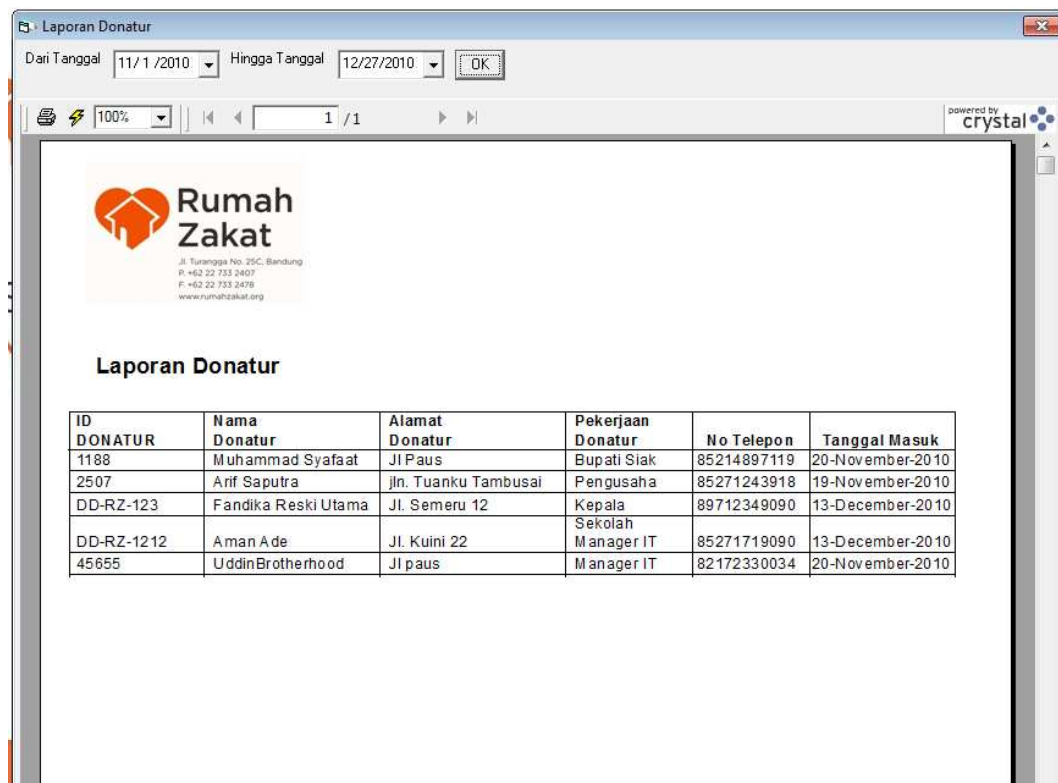 Laporan Donatur
Dari Tanggal 11/ 1 /2010 Hingga Tanggal 12/27/2010 OK
100% 1 /1 powered by crystal
Rumah
Zakat
Jl. Turangga No. 25C, Bandung
P. +62 22 733 2407
F. +62 22 733 2478
www.rumahzakat.org
Laporan Donatur
ID DONATUR Nama Donatur Alamat Donatur Pekerjaan Donatur No Telepon Tanggal Masuk
1188 Muhammad Syafaat Jl Paus Bupati Siak 85214897119 20-November-2010
2507 Arif Saputra jln. Tuanku Tambusai Pengusaha 85271243918 19-November-2010
DD-RZ-123 Fandika Reski Utama Jl. Semeru 12 Kepala 89712349090 13-December-2010
Sekolah
DD-RZ-1212 Aman Ade Jl. Kuini 22 Manager IT 85271719090 13-December-2010
45655 UddinBrotherhood Jl paus Manager IT 82172330034 20-November-2010